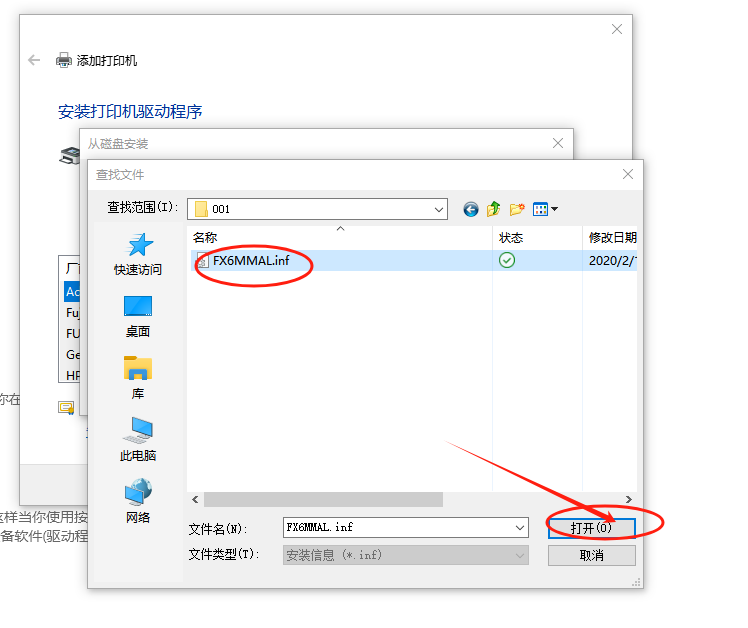 添加打印机
安装打印机驱动程序
从磁盘安装
查找文件
查找范围(I):
001
名称
状态
修改日期
FX6MMAL.inf
2020/2/
快速访问
桌面
库
此电脑
网络
厂
Ad
Fuj
FU
Ge
HP
你在
这样当你使用按
备软件(驱动程
文件名(N):
FX6MMAL.inf
打开(O)
文件类型(T):
安装信息 (*.inf)
取消